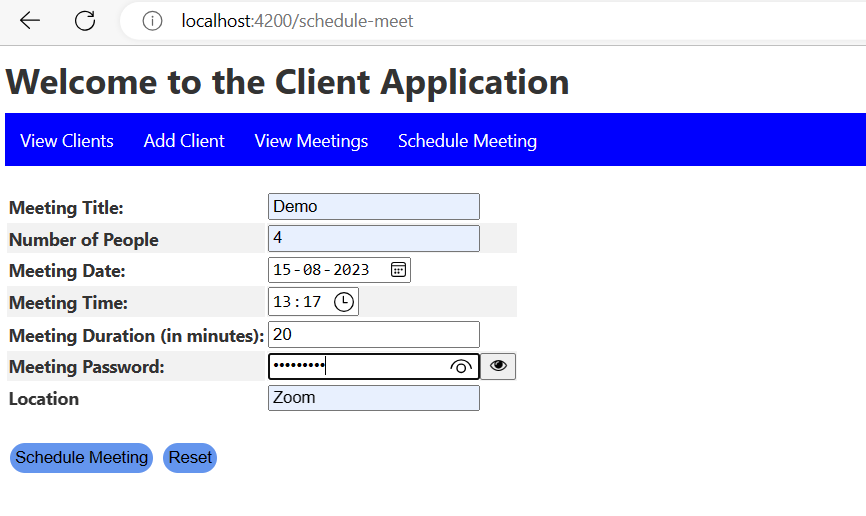 localhost:4200/schedule-meet
Welcome to the Client Application
View Clients Add Client View Meetings Schedule Meeting
Meeting Title: Demo
Number of People 4
Meeting Date: 15-08-2023
Meeting Time: 13:17
Meeting Duration (in minutes): 20
Meeting Password: •••••••••
Location Zoom
Schedule Meeting Reset